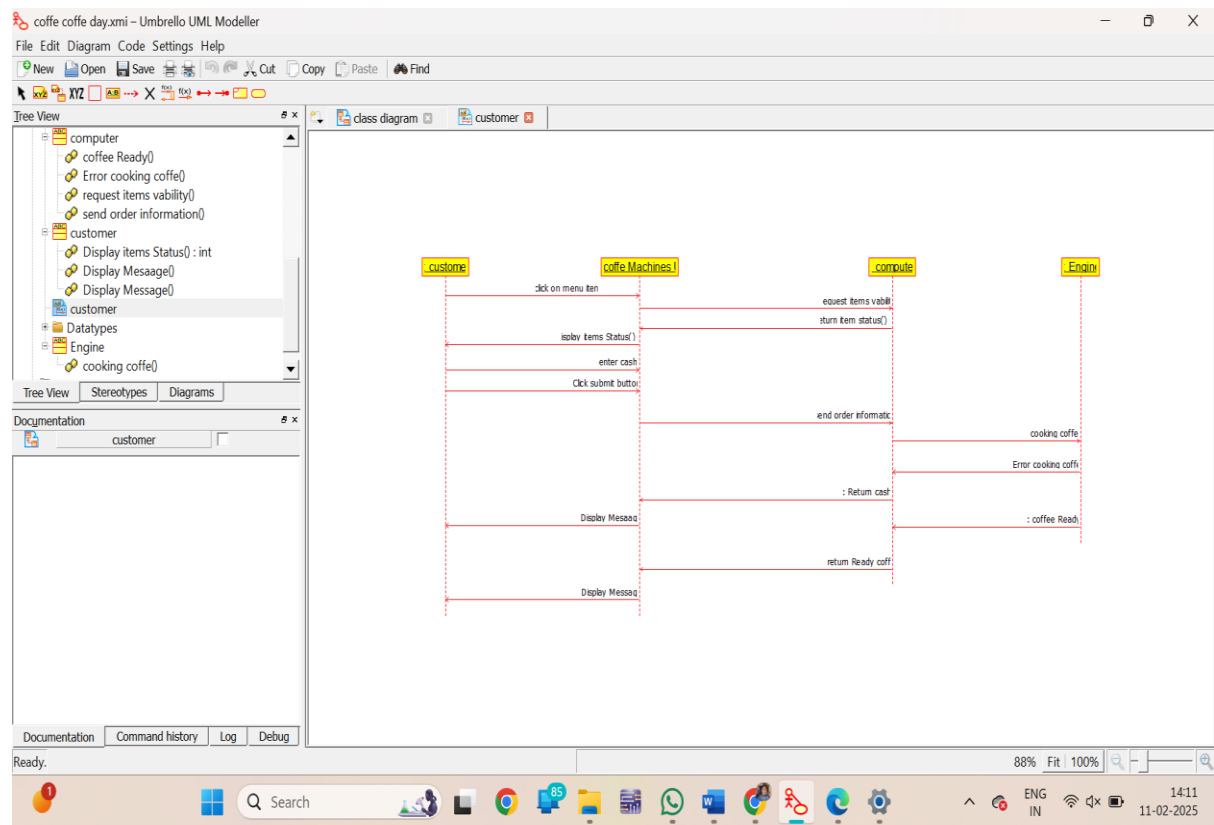 coffe coffe day.xmi – Umbrello UML Modeller
File Edit Diagram Code Settings Help
New Open Save Cut Copy Paste Find
XYZ XYZ A:B f(x) f(x)
Tree View
class diagram
customer
computer
coffee Ready()
Error cooking coffe()
request items vability()
send order information()
customer
Display items Status() : int
Display Mesaage()
Display Message()
customer
Datatypes
Engine
cooking coffe()
Tree View Stereotypes Diagrams
Documentation
customer
Documentation Command history Log Debug
: custome
coffe Machines U
: compute
: Engine
click on menu iten
equest items vabili
eturn item status()
isplay items Status()
enter cash
Click submit button
end order informatic
cooking coffe
Error cooking coffe
: Return cash
Display Mesaag
: coffee Ready
return Ready coff
Display Messag
Ready.
88% Fit 100%
1
Search
85
ENG
IN
14:11
11-02-2025